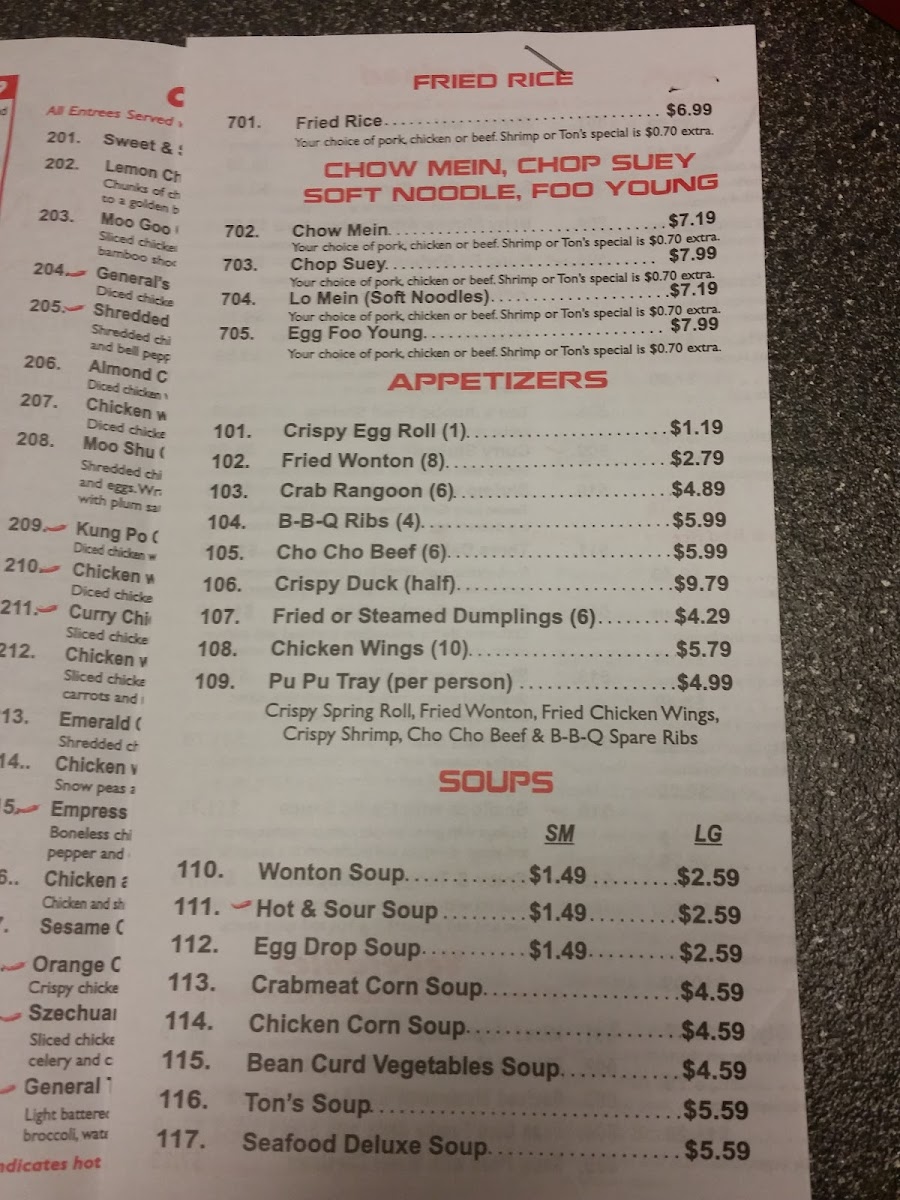 All Entrees Served
201. Sweet &
202. Lemon Ch
Chunks of ch
to a golden b
203. Moo Goo
Sliced chicke
bamboo shoo
204. General's
Diced chicke
205. Shredded
Shredded chi
and bell pepp
206. Almond C
Diced chicken
207. Chicken w
Diced chicke
208. Moo Shu
Shredded chi
and eggs. Wr
with plum sa
209. Kung Po C
Diced chicken w
210. Chicken w
Diced chicke
211. Curry Chi
Sliced chicke
212. Chicken w
Sliced chicke
carrots and
13. Emerald C
Shredded ch
14.. Chicken w
Snow peas a
5. Empress
Boneless chi
pepper and
6.. Chicken a
Chicken and sh
Sesame C
Orange C
Crispy chicke
Szechuan
Sliced chicke
celery and c
General
Light battered
broccoli, wate
ndicates hot
FRIED RICE
701. Fried Rice.............................. $6.99
Your choice of pork, chicken or beef. Shrimp or Ton's special is $0.70 extra.
CHOW MEIN, CHOP SUEY
SOFT NOODLE, FOO YOUNG
702. Chow Mein.............................. $7.19
Your choice of pork, chicken or beef. Shrimp or Ton's special is $0.70 extra.
703. Chop Suey.............................. $7.99
Your choice of pork, chicken or beef. Shrimp or Ton's special is $0.70 extra.
704. Lo Mein (Soft Noodles)....................$7.19
Your choice of pork, chicken or beef. Shrimp or Ton's special is $0.70 extra.
705. Egg Foo Young.......................... $7.99
Your choice of pork, chicken or beef. Shrimp or Ton's special is $0.70 extra.
APPETIZERS
101. Crispy Egg Roll (1)......................$1.19
102. Fried Wonton (8)........................$2.79
103. Crab Rangoon (6)........................$4.89
104. B-B-Q Ribs (4)...........................$5.99
105. Cho Cho Beef (6)........................$5.99
106. Crispy Duck (half)........................$9.79
107. Fried or Steamed Dumplings (6)........$4.29
108. Chicken Wings (10)......................$5.79
109. Pu Pu Tray (per person) .................$4.99
Crispy Spring Roll, Fried Wonton, Fried Chicken Wings,
Crispy Shrimp, Cho Cho Beef & B-B-Q Spare Ribs
SOUPS
SM LG
110. Wonton Soup............$1.49 .........$2.59
111. Hot & Sour Soup ........$1.49.........$2.59
112. Egg Drop Soup..........$1.49.........$2.59
113. Crabmeat Corn Soup....................$4.59
114. Chicken Corn Soup......................$4.59
115. Bean Curd Vegetables Soup............$4.59
116. Ton's Soup...............................$5.59
117. Seafood Deluxe Soup....................$5.59